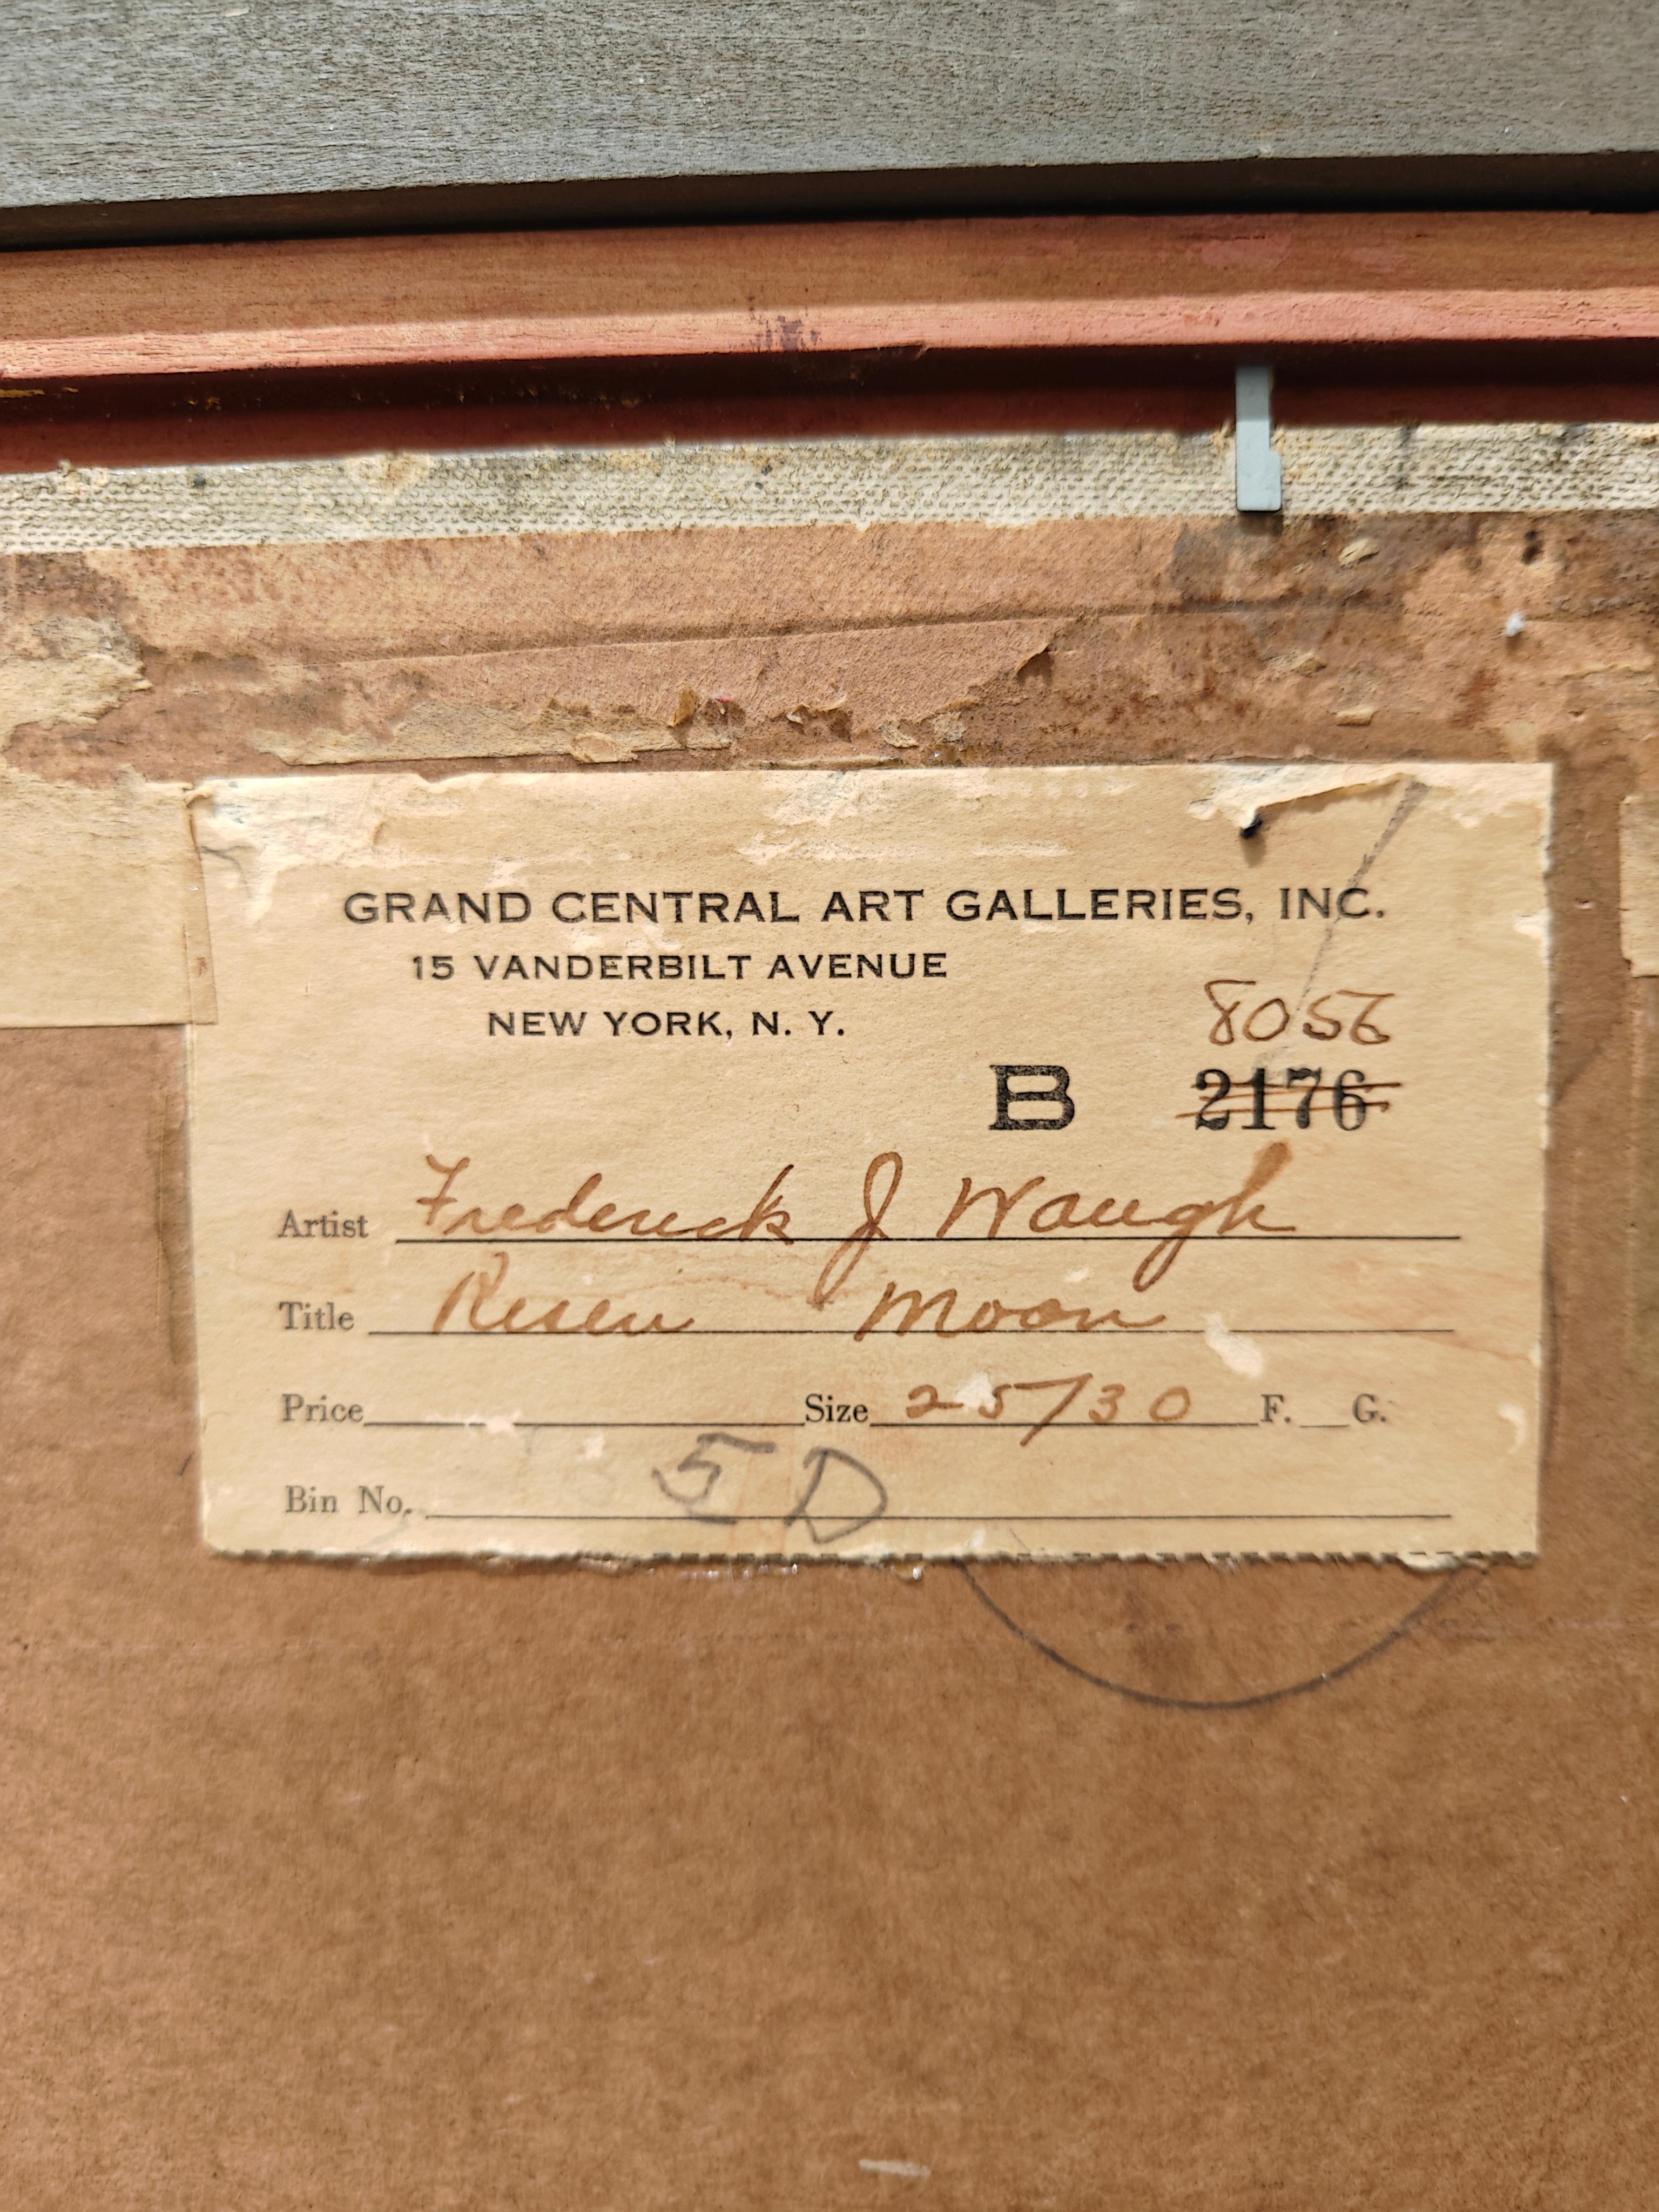 GRAND CENTRAL ART GALLERIES, INC.
15 VANDERBILT AVENUE
NEW YORK, N. Y.
8056
B 2176
Artist Frederick J Waugh
Title Risen Moon
Price Size 25/30 F. G.
Bin No. 5 D